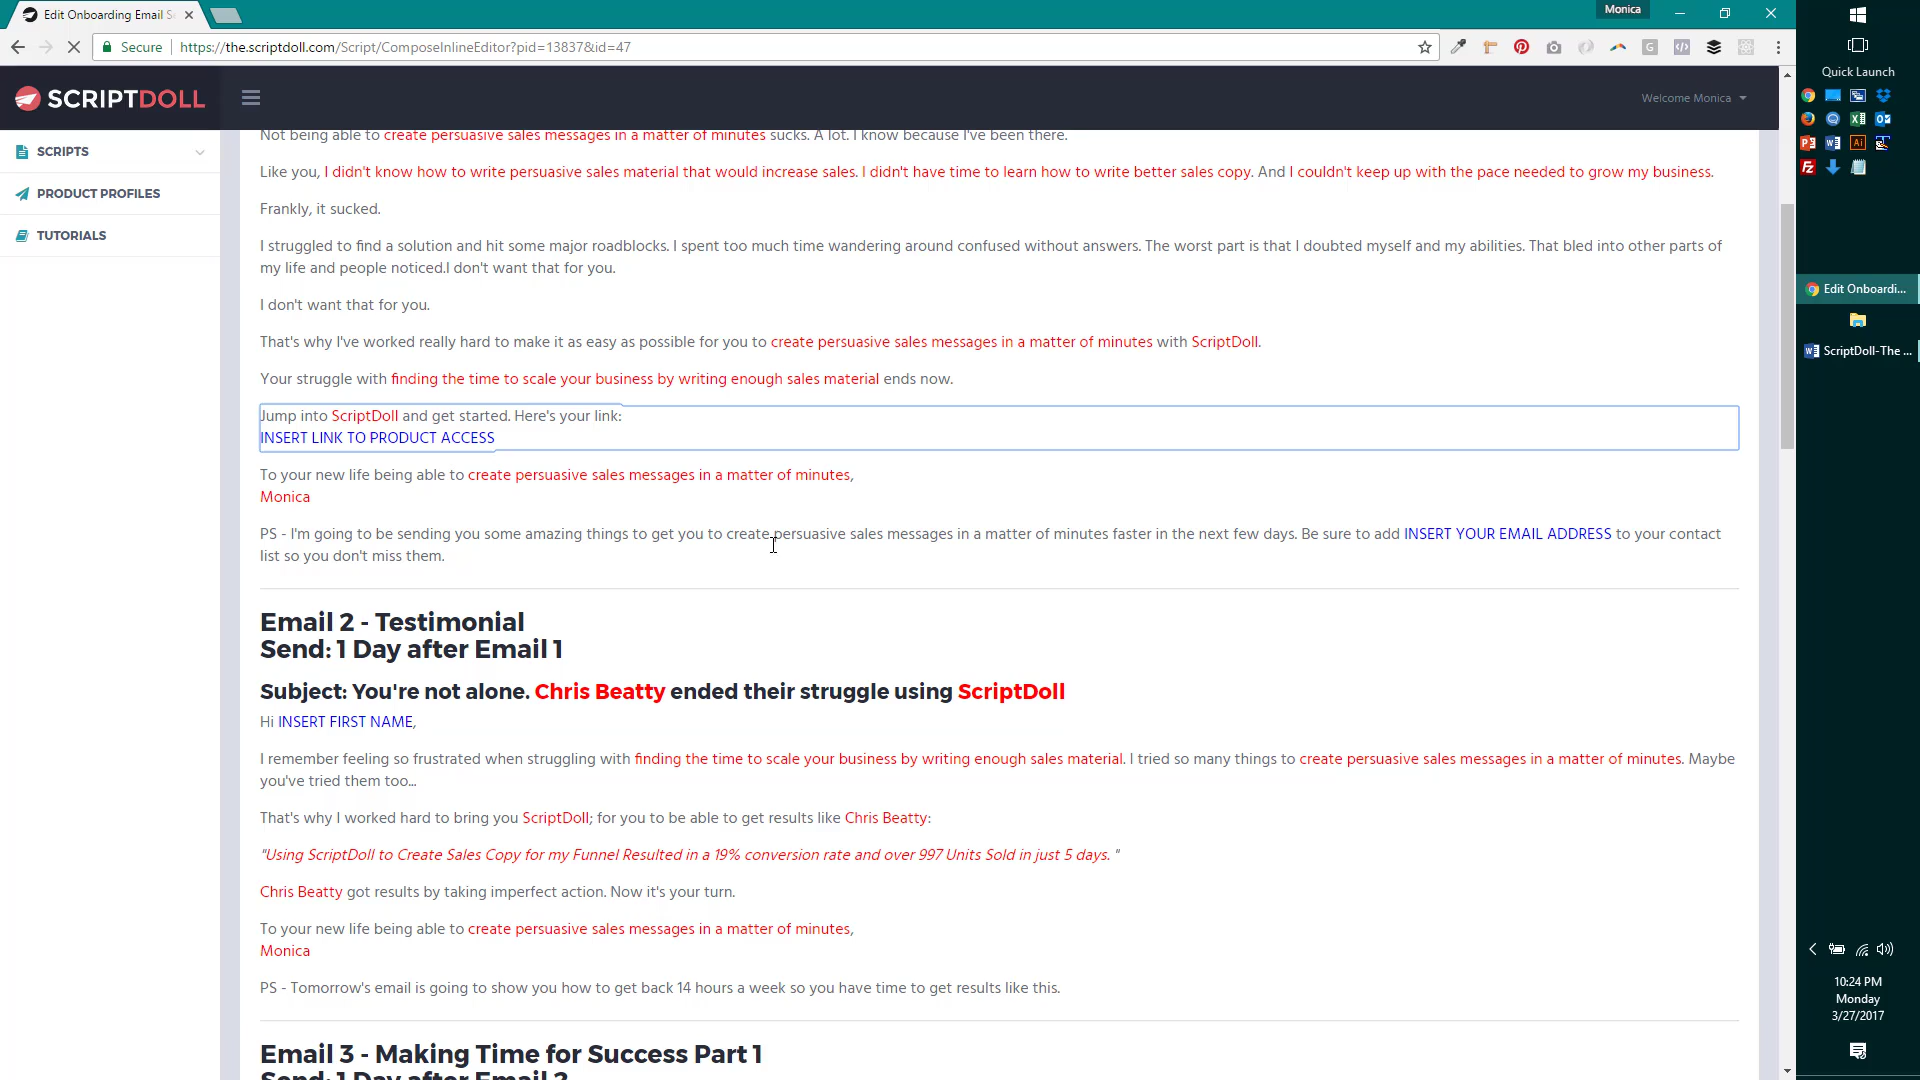 Edit Onboarding Email S
Monica
Secure
https://the.scriptdoll.com/Script/ComposeInlineEditor?pid=13837&id=47
Quick Launch
SCRIPTDOLL
Welcome Monica
SCRIPTS
PRODUCT PROFILES
TUTORIALS
Not being able to create persuasive sales messages in a matter of minutes sucks. A lot. I know because I've been there.
Like you, I didn't know how to write persuasive sales material that would increase sales. I didn't have time to learn how to write better sales copy. And I couldn't keep up with the pace needed to grow my business.
Frankly, it sucked.
I struggled to find a solution and hit some major roadblocks. I spent too much time wandering around confused without answers. The worst part is that I doubted myself and my abilities. That bled into other parts of
my life and people noticed.I don't want that for you.
I don't want that for you.
That's why I've worked really hard to make it as easy as possible for you to create persuasive sales messages in a matter of minutes with ScriptDoll.
Your struggle with finding the time to scale your business by writing enough sales material ends now.
Jump into ScriptDoll and get started. Here's your link:
INSERT LINK TO PRODUCT ACCESS
To your new life being able to create persuasive sales messages in a matter of minutes,
Monica
PS - I'm going to be sending you some amazing things to get you to create persuasive sales messages in a matter of minutes faster in the next few days. Be sure to add INSERT YOUR EMAIL ADDRESS to your contact
list so you don't miss them.
Email 2 - Testimonial
Send: 1 Day after Email 1
Subject: You're not alone. Chris Beatty ended their struggle using ScriptDoll
Hi INSERT FIRST NAME,
I remember feeling so frustrated when struggling with finding the time to scale your business by writing enough sales material. I tried so many things to create persuasive sales messages in a matter of minutes. Maybe
you've tried them too...
That's why I worked hard to bring you ScriptDoll; for you to be able to get results like Chris Beatty:
"Using ScriptDoll to Create Sales Copy for my Funnel Resulted in a 19% conversion rate and over 997 Units Sold in just 5 days. "
Chris Beatty got results by taking imperfect action. Now it's your turn.
To your new life being able to create persuasive sales messages in a matter of minutes,
Monica
PS - Tomorrow's email is going to show you how to get back 14 hours a week so you have time to get results like this.
Email 3 - Making Time for Success Part 1
Send: 1 Day after Email 2
Edit Onboardi...
ScriptDoll-The ...
10:24 PM
Monday
3/27/2017